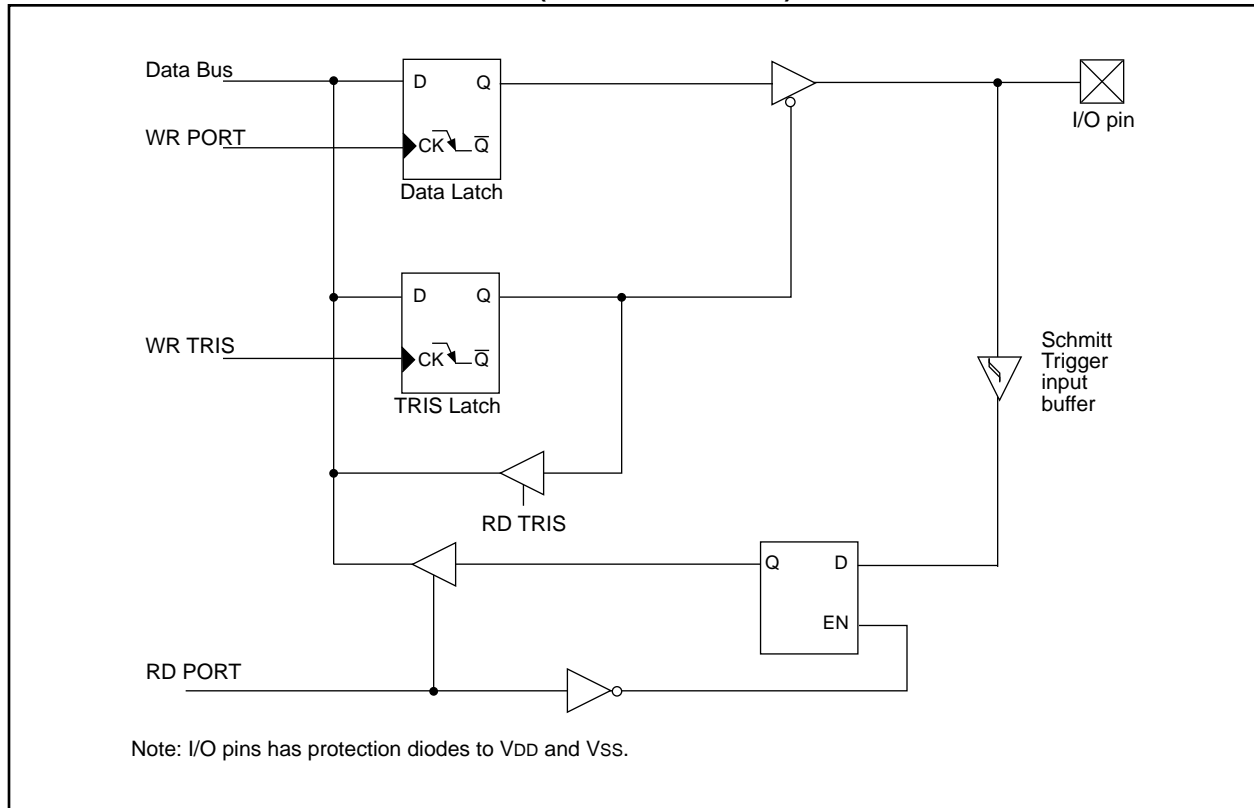 Data Bus
D Q
I/O pin
WR PORT
CK Q̅
Data Latch
D Q
WR TRIS
CK Q̅
TRIS Latch
Schmitt
Trigger
input
buffer
RD TRIS
Q D
EN
RD PORT
Note: I/O pins has protection diodes to VDD and VSS.